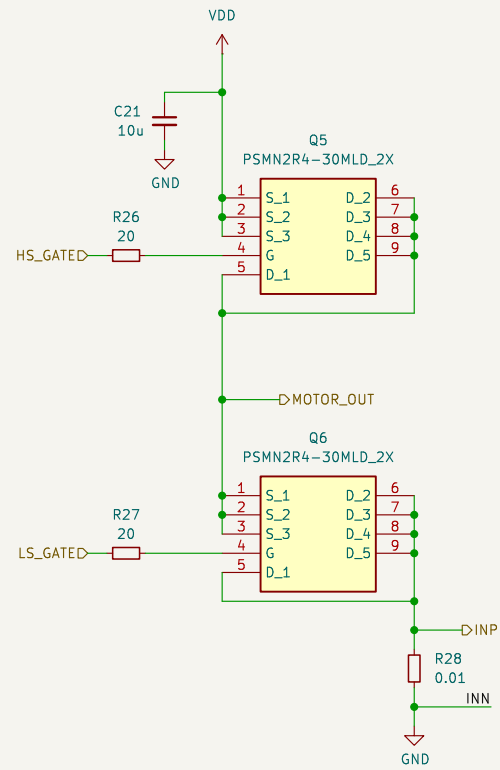 VDD
C21
10u
GND
Q5
PSMN2R4-30MLD_2X
1 S_1 D_2 6
2 S_2 D_3 7
3 S_3 D_4 8
4 G D_5 9
5 D_1
R26
20
HS_GATE
MOTOR_OUT
Q6
PSMN2R4-30MLD_2X
1 S_1 D_2 6
2 S_2 D_3 7
3 S_3 D_4 8
4 G D_5 9
5 D_1
R27
20
LS_GATE
INP
R28
0.01
INN
GND